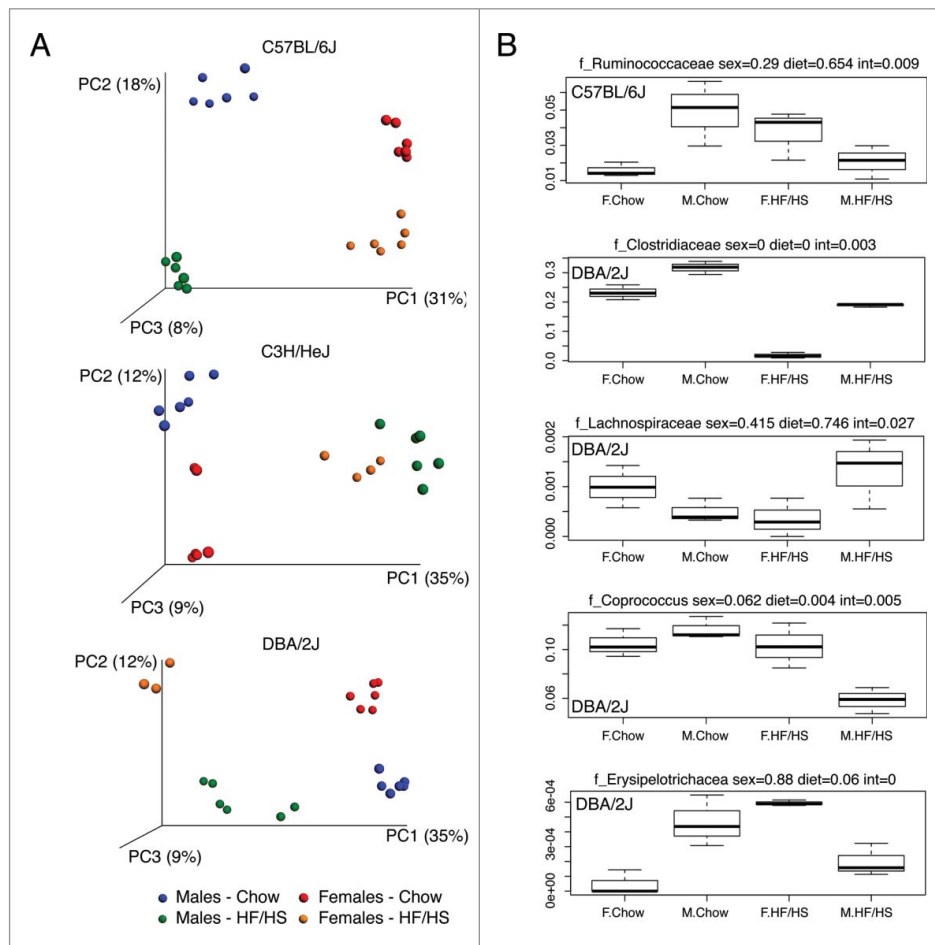 A
C57BL/6J
PC2 (18%)
PC1 (31%)
PC3 (8%)
C3H/HeJ
PC2 (12%)
PC1 (35%)
PC3 (9%)
DBA/2J
PC2 (12%)
PC1 (35%)
PC3 (9%)
Males - Chow
Females - Chow
Males - HF/HS
Females - HF/HS
B
f_Ruminococcaceae sex=0.29 diet=0.654 int=0.009
C57BL/6J
0.05
0.03
0.01
F.Chow M.Chow F.HF/HS M.HF/HS
f_Clostridiaceae sex=0 diet=0 int=0.003
DBA/2J
0.3
0.2
0.1
0.0
F.Chow M.Chow F.HF/HS M.HF/HS
f_Lachnospiraceae sex=0.415 diet=0.746 int=0.027
DBA/2J
0.002
0.001
0.000
F.Chow M.Chow F.HF/HS M.HF/HS
f_Coprococcus sex=0.062 diet=0.004 int=0.005
0.10
0.06
DBA/2J
F.Chow M.Chow F.HF/HS M.HF/HS
f_Erysipelotrichacea sex=0.88 diet=0.06 int=0
DBA/2J
6e-04
3e-04
0e+00
F.Chow M.Chow F.HF/HS M.HF/HS